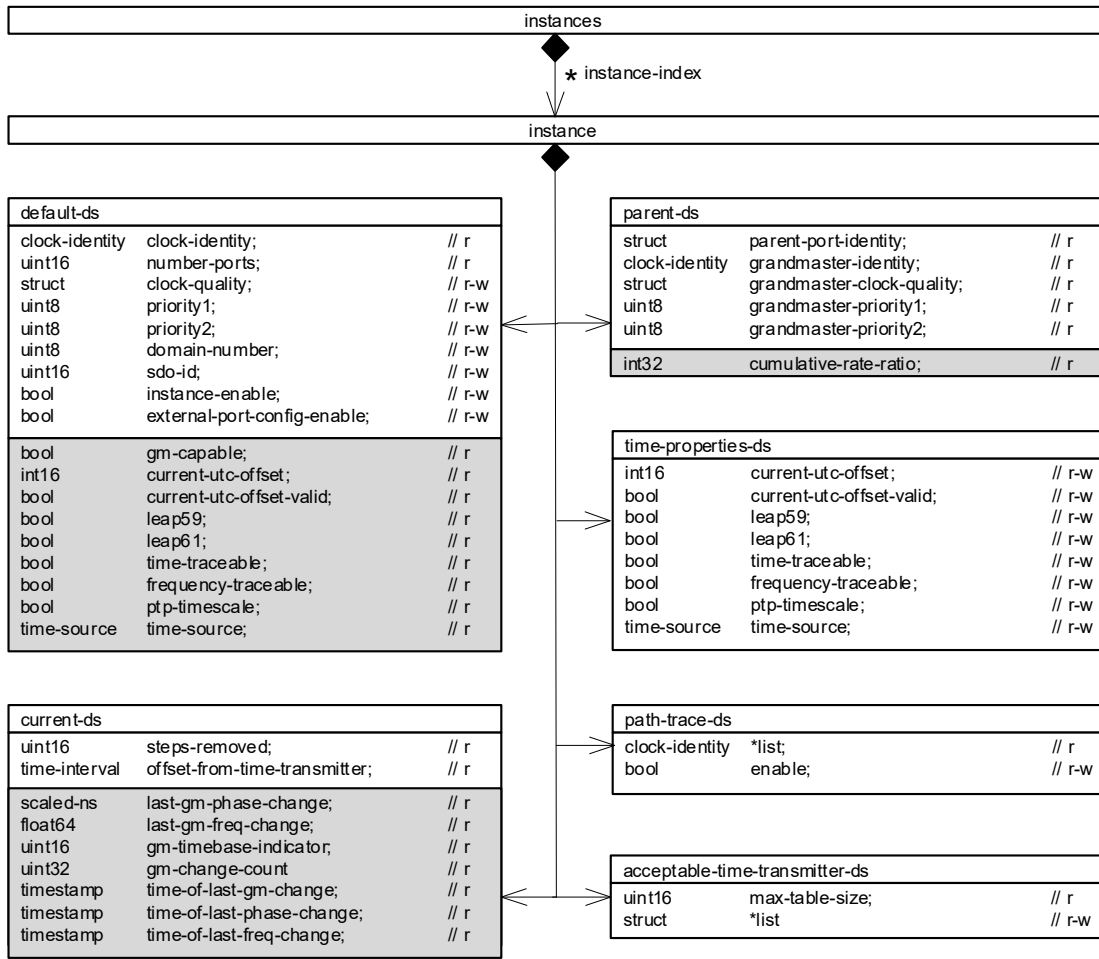 instances
* instance-index
instance
default-ds
clock-identity clock-identity; // r
uint16 number-ports; // r
struct clock-quality; // r-w
uint8 priority1; // r-w
uint8 priority2; // r-w
uint8 domain-number; // r-w
uint16 sdo-id; // r-w
bool instance-enable; // r-w
bool external-port-config-enable; // r-w
bool gm-capable; // r
int16 current-utc-offset; // r
bool current-utc-offset-valid; // r
bool leap59; // r
bool leap61; // r
bool time-traceable; // r
bool frequency-traceable; // r
bool ptp-timescale; // r
time-source time-source; // r
parent-ds
struct parent-port-identity; // r
clock-identity grandmaster-identity; // r
struct grandmaster-clock-quality; // r
uint8 grandmaster-priority1; // r
uint8 grandmaster-priority2; // r
int32 cumulative-rate-ratio; // r
time-properties-ds
int16 current-utc-offset; // r-w
bool current-utc-offset-valid; // r-w
bool leap59; // r-w
bool leap61; // r-w
bool time-traceable; // r-w
bool frequency-traceable; // r-w
bool ptp-timescale; // r-w
time-source time-source; // r-w
current-ds
uint16 steps-removed; // r
time-interval offset-from-time-transmitter; // r
scaled-ns last-gm-phase-change; // r
float64 last-gm-freq-change; // r
uint16 gm-timebase-indicator; // r
uint32 gm-change-count // r
timestamp time-of-last-gm-change; // r
timestamp time-of-last-phase-change; // r
timestamp time-of-last-freq-change; // r
path-trace-ds
clock-identity *list; // r
bool enable; // r-w
acceptable-time-transmitter-ds
uint16 max-table-size; // r
struct *list // r-w